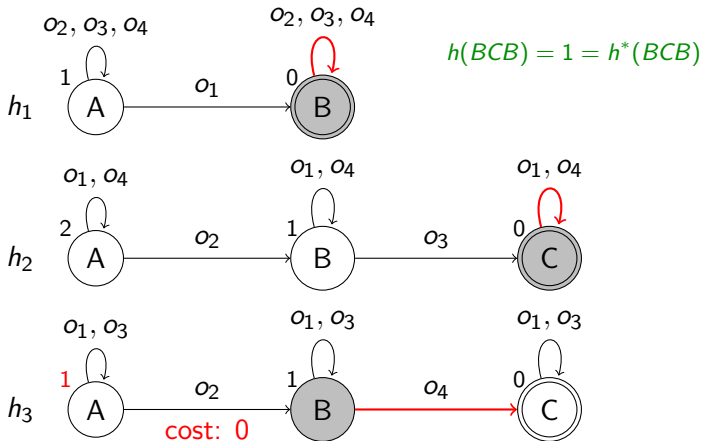 o₂, o₃, o₄ o₂, o₃, o₄
h(BCB) = 1 = h*(BCB)
1 0
h₁ A o₁ B
o₁, o₄ o₁, o₄ o₁, o₄
2 1 0
h₂ A o₂ B o₃ C
o₁, o₃ o₁, o₃ o₁, o₃
1 1 0
h₃ A o₂ B o₄ C
cost: 0